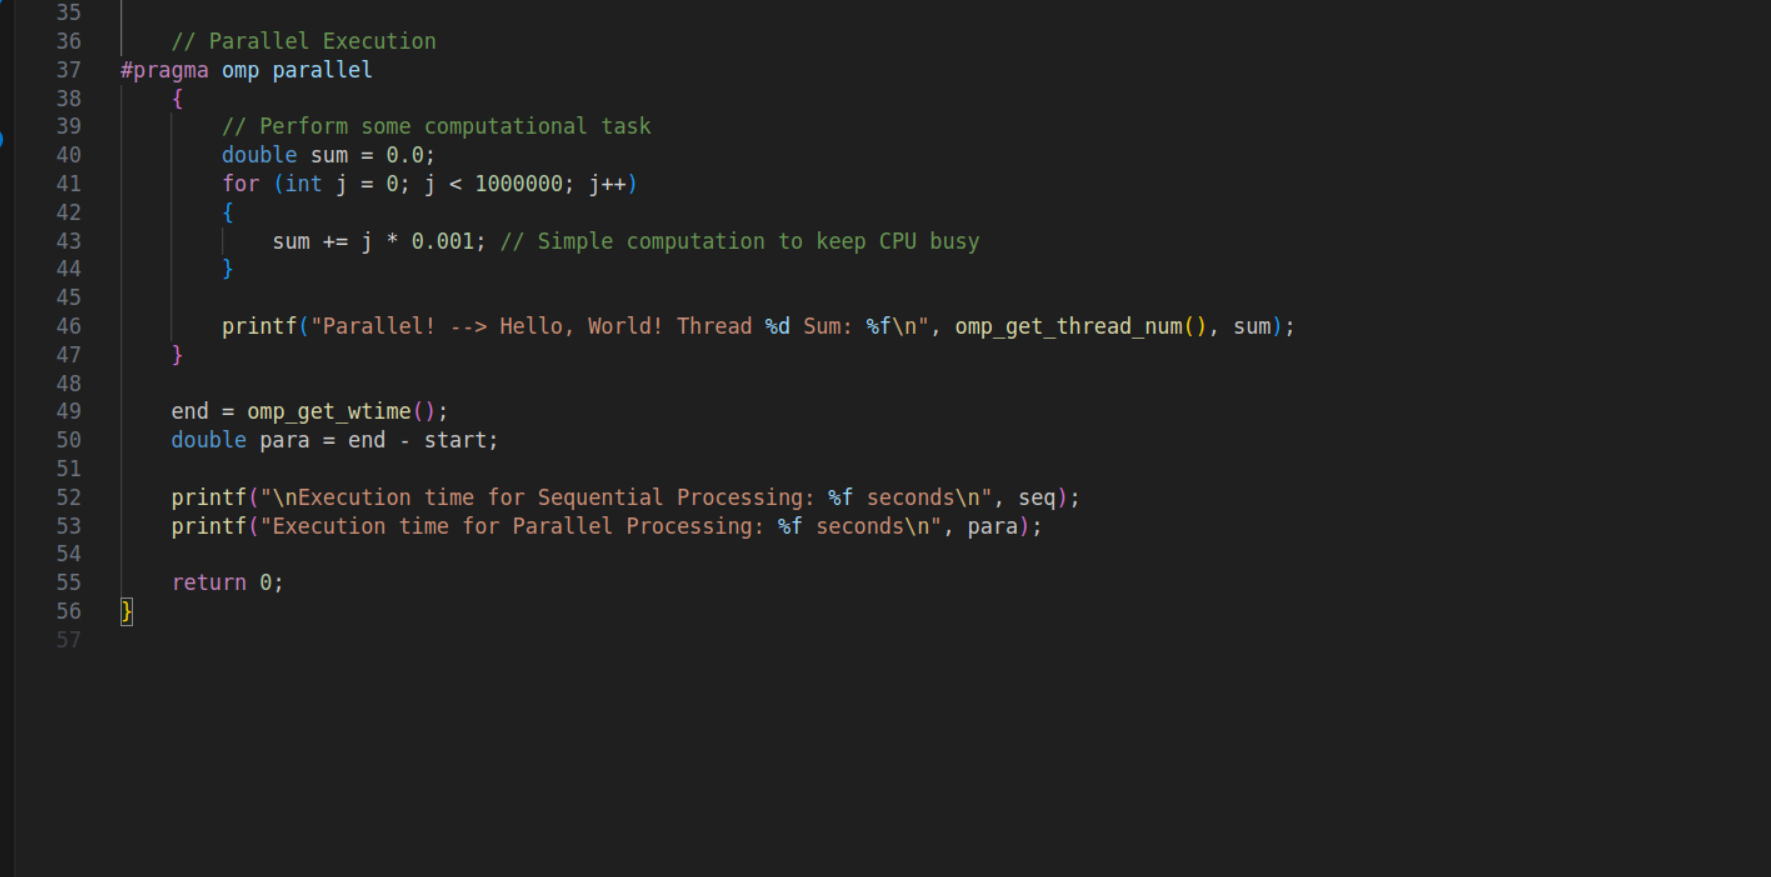 35
36     // Parallel Execution
37 #pragma omp parallel
38     {
39         // Perform some computational task
40         double sum = 0.0;
41         for (int j = 0; j < 1000000; j++)
42         {
43             sum += j * 0.001; // Simple computation to keep CPU busy
44         }
45
46         printf("Parallel! --> Hello, World! Thread %d Sum: %f\n", omp_get_thread_num(), sum);
47     }
48
49     end = omp_get_wtime();
50     double para = end - start;
51
52     printf("\nExecution time for Sequential Processing: %f seconds\n", seq);
53     printf("Execution time for Parallel Processing: %f seconds\n", para);
54
55     return 0;
56 }
57